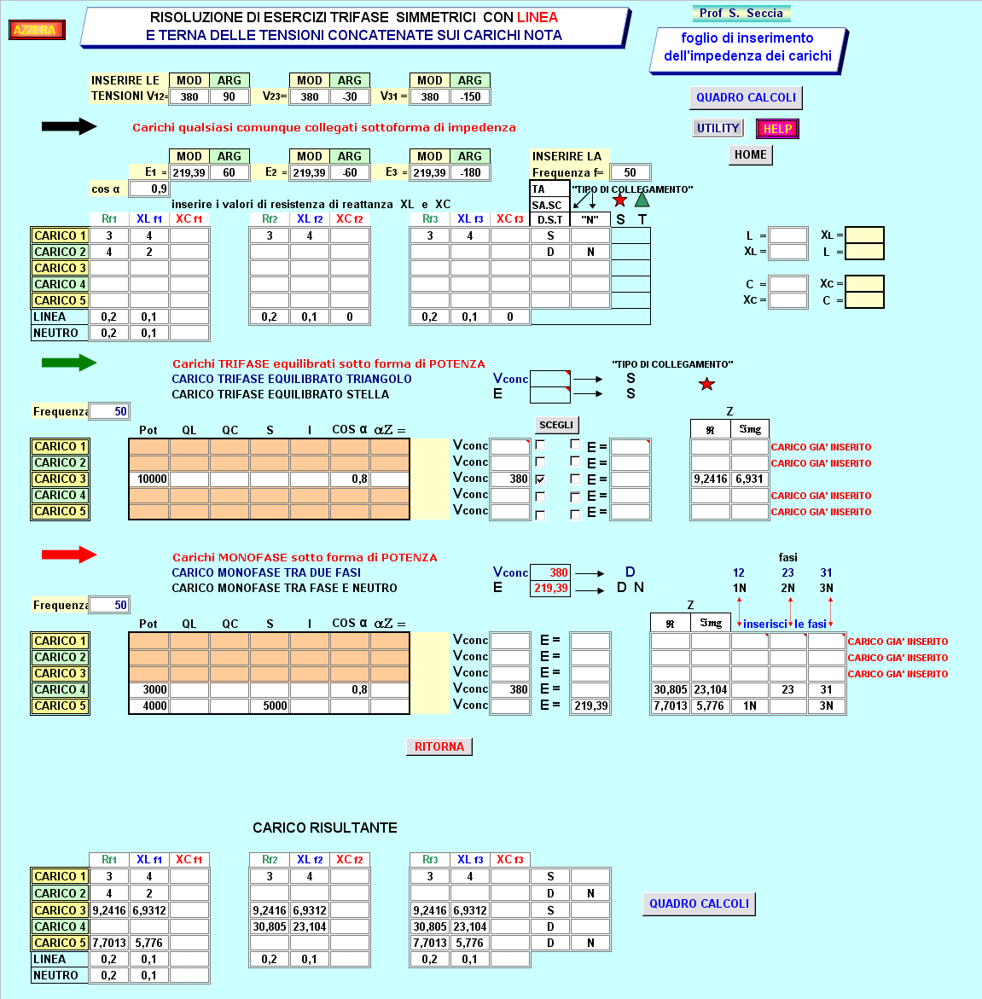 AZZERA
RISOLUZIONE DI ESERCIZI TRIFASE SIMMETRICI CON LINEA
E TERNA DELLE TENSIONI CONCATENATE SUI CARICHI NOTA
Prof S. Seccia
foglio di inserimento
dell'impedenza dei carichi
INSERIRE LE MOD ARG MOD ARG MOD ARG
TENSIONI V12= 380 90 V23= 380 -30 V31 = 380 -150
QUADRO CALCOLI
Carichi qualsiasi comunque collegati sottoforma di impedenza
UTILITY HELP
HOME
MOD ARG MOD ARG MOD ARG INSERIRE LA
E1 = 219,39 60 E2 = 219,39 -60 E3 = 219,39 -180 Frequenza f= 50
cos α 0,9 TA "TIPO DI COLLEGAMENTO"
inserire i valori di resistenza di reattanza XL e XC SA.SC
Rf1 XL f1 XC f1 Rf2 XL f2 XC f2 Rf3 XL f3 XC f3 D.S.T "N" S T
CARICO 1 3 4 3 4 3 4 S L = XL =
CARICO 2 4 2 D N XL = L =
CARICO 3
CARICO 4 C = XC =
CARICO 5 XC = C =
LINEA 0,2 0,1 0,2 0,1 0 0,2 0,1 0
NEUTRO 0,2 0,1
Carichi TRIFASE equilibrati sotto forma di POTENZA "TIPO DI COLLEGAMENTO"
CARICO TRIFASE EQUILIBRATO TRIANGOLO Vconc S
CARICO TRIFASE EQUILIBRATO STELLA E S
Frequenza 50 Z
Pot QL QC S I COS α αZ = SCEGLI ℜ ℑmg
CARICO 1 Vconc E = CARICO GIA' INSERITO
CARICO 2 Vconc E = CARICO GIA' INSERITO
CARICO 3 10000 0,8 Vconc 380 E = 9,2416 6,931
CARICO 4 Vconc E = CARICO GIA' INSERITO
CARICO 5 Vconc E = CARICO GIA' INSERITO
Carichi MONOFASE sotto forma di POTENZA fasi
CARICO MONOFASE TRA DUE FASI Vconc 380 D 12 23 31
CARICO MONOFASE TRA FASE E NEUTRO E 219,39 D N 1N 2N 3N
Frequenza 50 Z
Pot QL QC S I COS α αZ = ℜ ℑmg inserisci le fasi
CARICO 1 Vconc E = CARICO GIA' INSERITO
CARICO 2 Vconc E = CARICO GIA' INSERITO
CARICO 3 Vconc E = CARICO GIA' INSERITO
CARICO 4 3000 0,8 Vconc 380 E = 30,805 23,104 23 31
CARICO 5 4000 5000 Vconc E = 219,39 7,7013 5,776 1N 3N
RITORNA
CARICO RISULTANTE
Rf1 XL f1 XC f1 Rf2 XL f2 XC f2 Rf3 XL f3 XC f3
CARICO 1 3 4 3 4 3 4 S
CARICO 2 4 2 D N
CARICO 3 9,2416 6,9312 9,2416 6,9312 9,2416 6,9312 S
CARICO 4 30,805 23,104 30,805 23,104 D
CARICO 5 7,7013 5,776 7,7013 5,776 D N
LINEA 0,2 0,1 0,2 0,1 0,2 0,1
NEUTRO 0,2 0,1
QUADRO CALCOLI